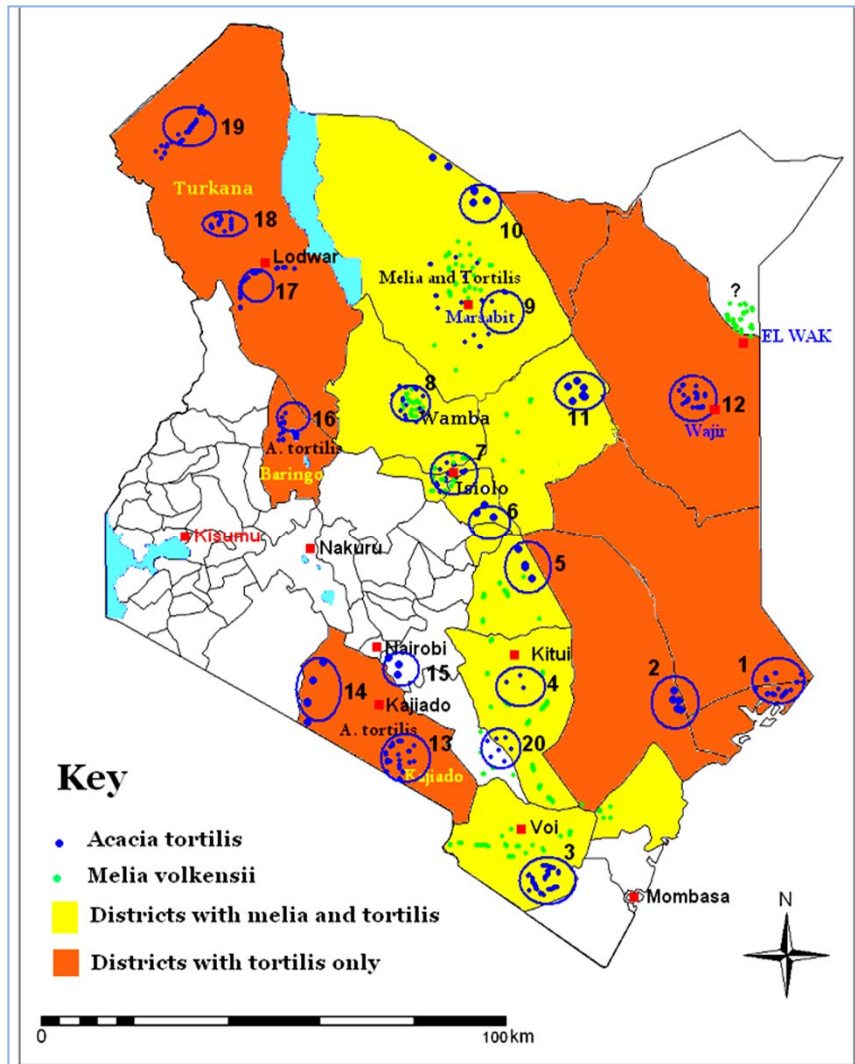 19
Turkana
18
10
Lodwar
17
Melia and Tortilis
9
Marsabit
?
EL WAK
8
Wamba
11
12
Wajir
16
A. tortilis
Baringo
7
Isiolo
6
Kisumu
Nakuru
5
Nairobi
15
Kitui
4
2
1
14
Kajiado
A. tortilis
13
Kajiado
20
Voi
3
Mombasa
Key
Acacia tortilis
Melia volkensii
Districts with melia and tortilis
Districts with tortilis only
N
0
100 km